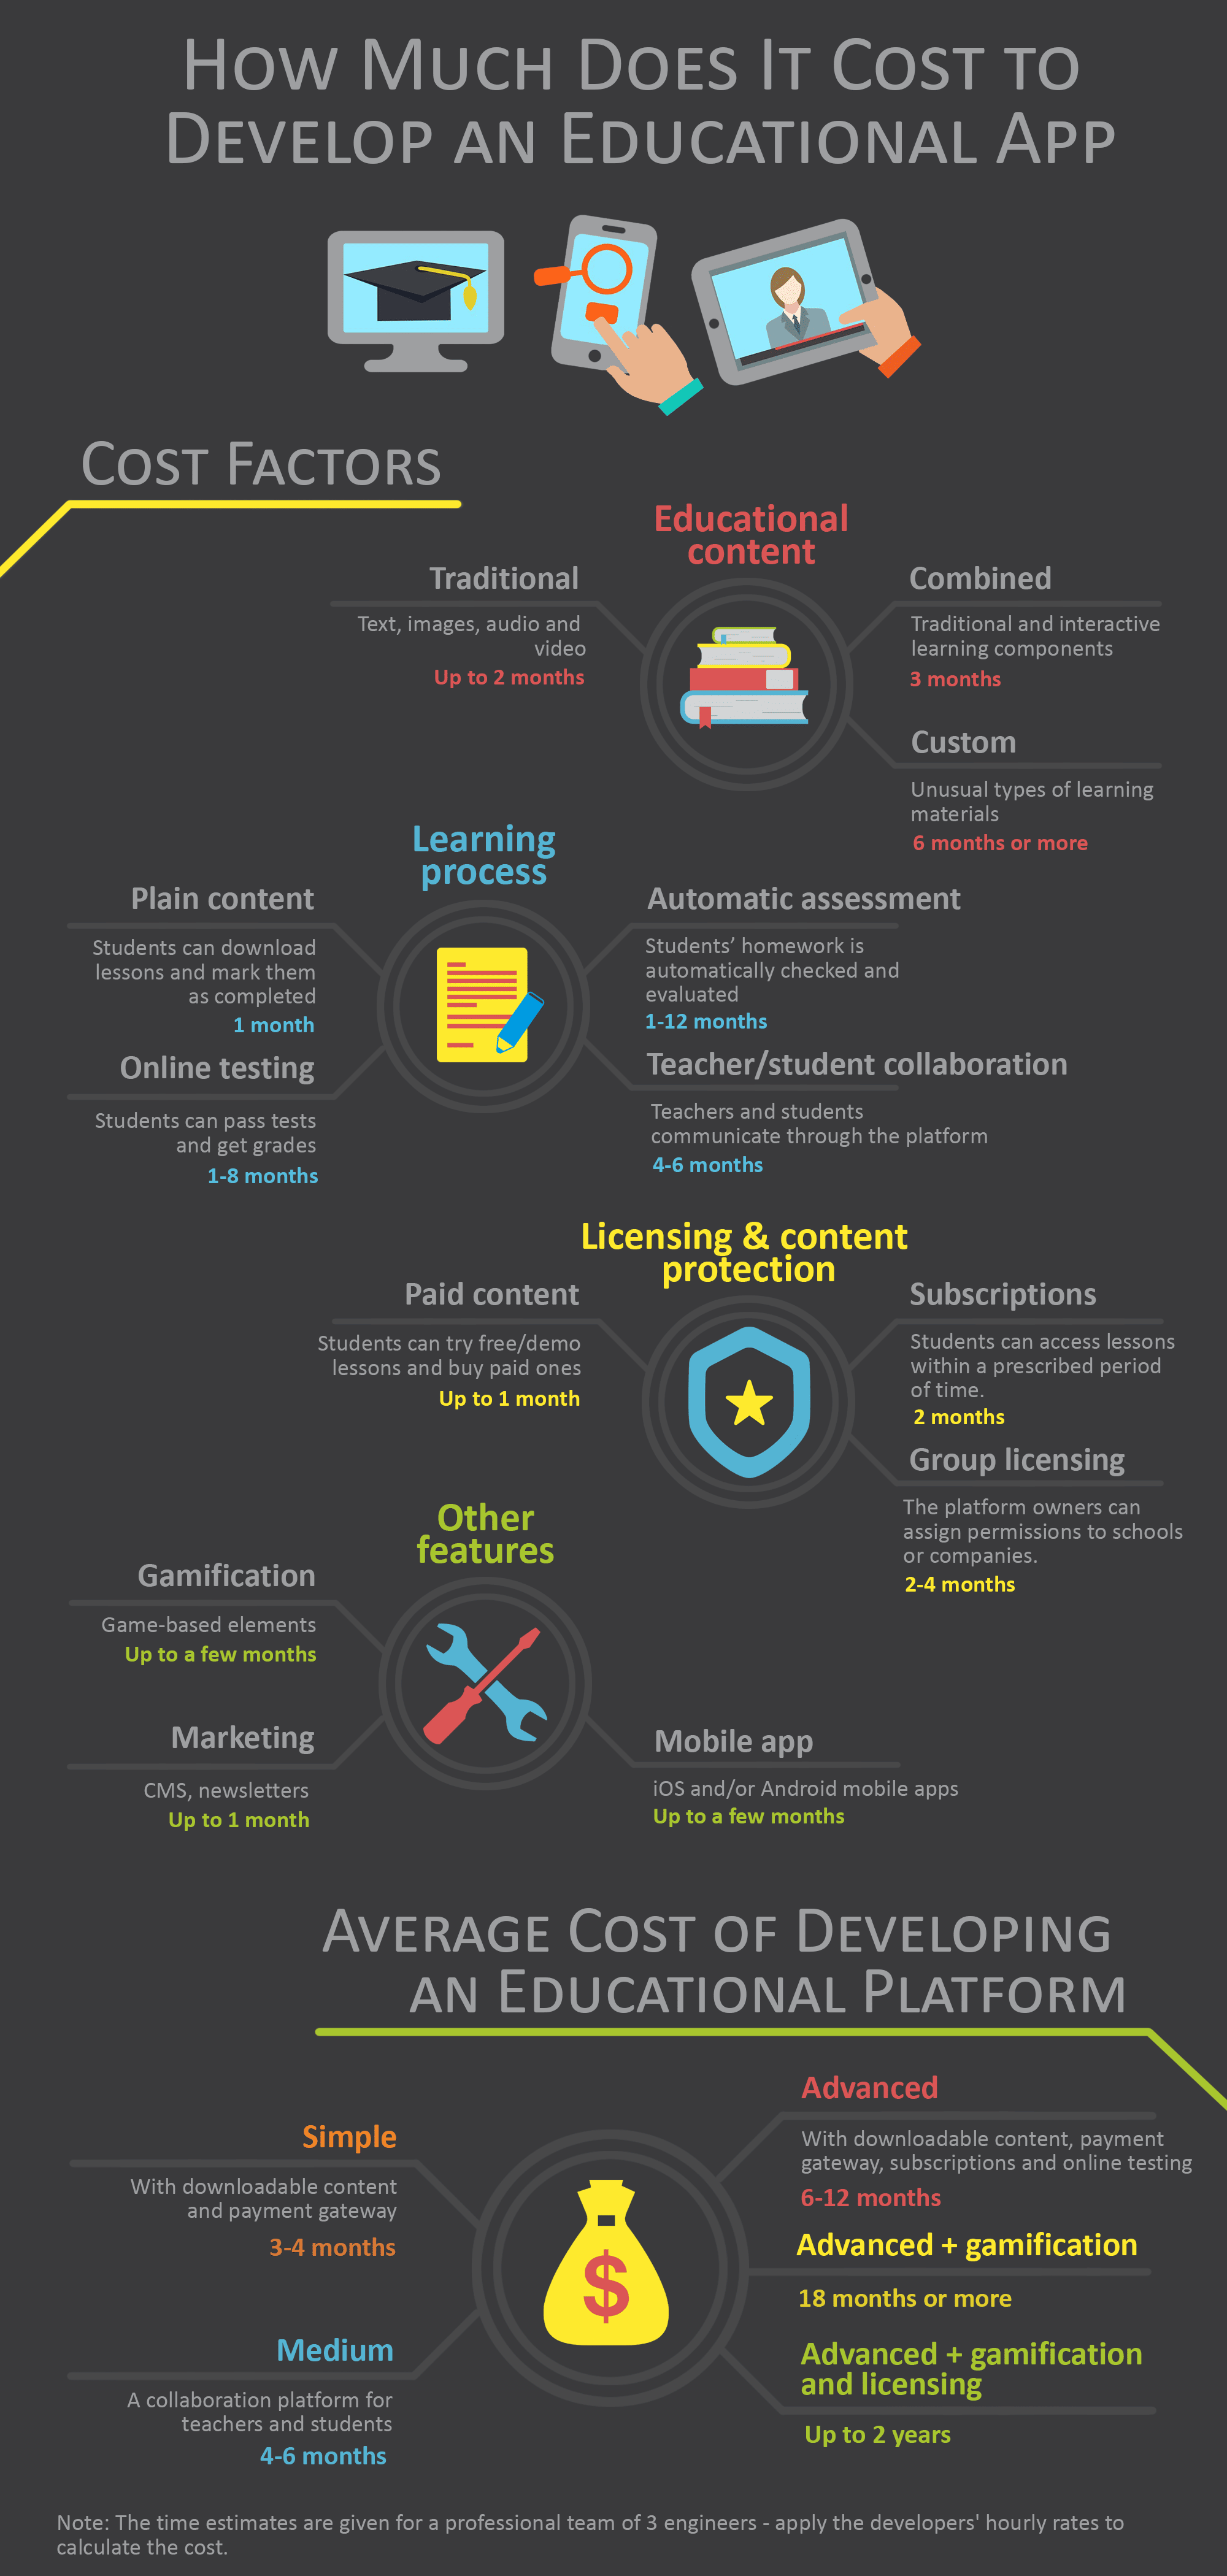 How Much Does It Cost to
Develop an Educational App
Cost Factors
Educational
content
Traditional
Text, images, audio and
video
Up to 2 months
Combined
Traditional and interactive
learning components
3 months
Custom
Unusual types of learning
materials
6 months or more
Learning
process
Plain content
Students can download
lessons and mark them
as completed
1 month
Online testing
Students can pass tests
and get grades
1-8 months
Automatic assessment
Students’ homework is
automatically checked and
evaluated
1-12 months
Teacher/student collaboration
Teachers and students
communicate through the platform
4-6 months
Licensing & content
protection
Paid content
Students can try free/demo
lessons and buy paid ones
Up to 1 month
Subscriptions
Students can access lessons
within a prescribed period
of time.
2 months
Group licensing
The platform owners can
assign permissions to schools
or companies.
2-4 months
Other
features
Gamification
Game-based elements
Up to a few months
Marketing
CMS, newsletters
Up to 1 month
Mobile app
iOS and/or Android mobile apps
Up to a few months
Average Cost of Developing
an Educational Platform
Simple
With downloadable content
and payment gateway
3-4 months
Medium
A collaboration platform for
teachers and students
4-6 months
$
Advanced
With downloadable content, payment
gateway, subscriptions and online testing
6-12 months
Advanced + gamification
18 months or more
Advanced + gamification
and licensing
Up to 2 years
Note: The time estimates are given for a professional team of 3 engineers - apply the developers' hourly rates to
calculate the cost.